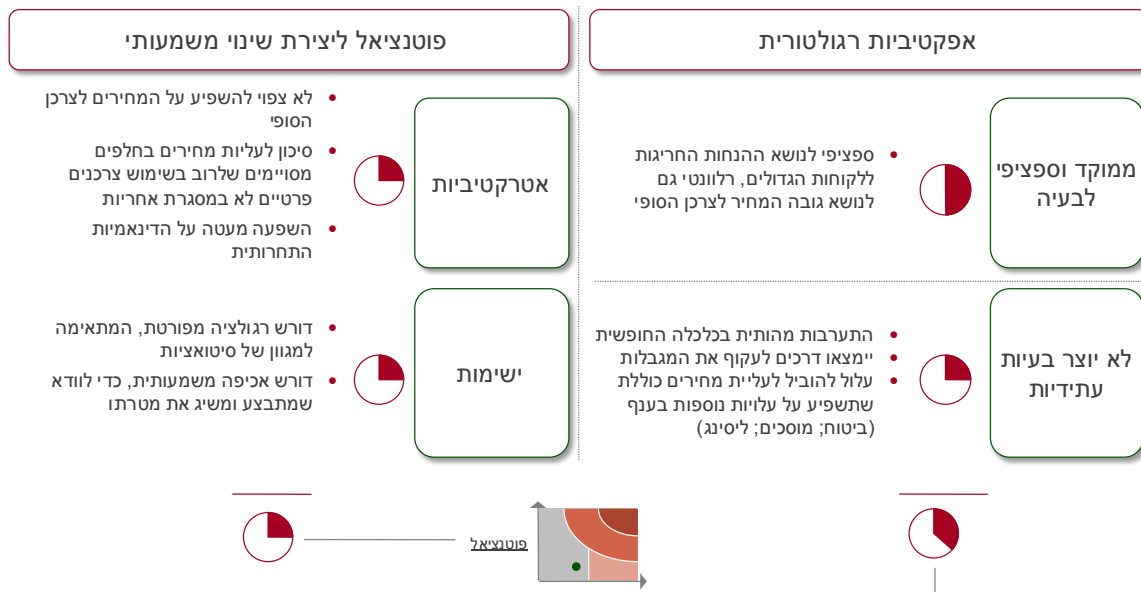 אפקטיביות רגולטורית
ממוקד וספציפי
לבעיה
• ספציפי לנושא ההנחות החריגות
ללקוחות הגדולים, רלוונטי גם
לנושא גובה המחיר לצרכן הסופי
לא יוצר בעיות
עתידיות
• התערבות מהותית בכלכלה החופשית
• יימצאו דרכים לעקוף את המגבלות
• עלול להוביל לעליית מחירים כוללת
שתשפיע על עלויות נוספות בענף
(ביטוח; מוסכים; ליסינג)
פוטנציאל ליצירת שינוי משמעותי
אטרקטיביות
• לא צפוי להשפיע על המחירים לצרכן
הסופי
• סיכון לעליות מחירים בחלפים
מסויימים שלרוב בשימוש צרכנים
פרטיים לא במסגרת אחריות
• השפעה מעטה על הדינאמיות
התחרותית
ישימות
• דורש רגולציה מפורטת, המתאימה
למגוון של סיטואציות
• דורש אכיפה משמעותית, כדי לוודא
שמתבצע ומשיג את מטרתו
פוטנציאל